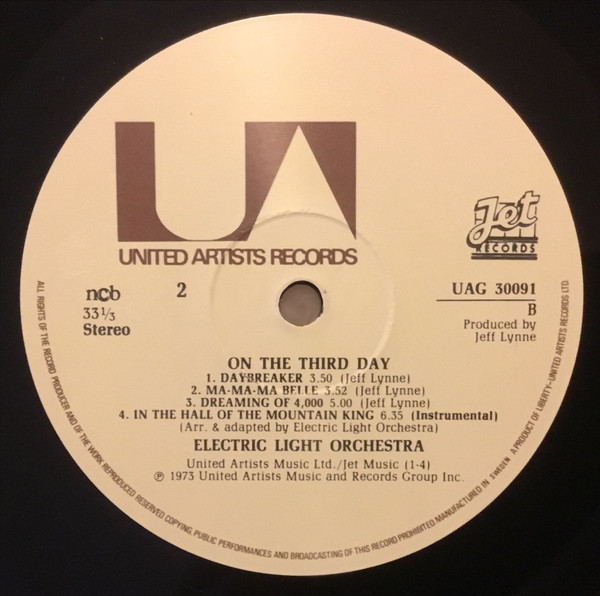 UA
UNITED ARTISTS RECORDS
Jet
RECORDS
ncb
2
33 1/3
Stereo
UAG 30091
B
Produced by
Jeff Lynne
ON THE THIRD DAY
1. DAYBREAKER 3.50 (Jeff Lynne)
2. MA-MA-MA BELLE 3.52 (Jeff Lynne)
3. DREAMING OF 4,000 5.00 (Jeff Lynne)
4. IN THE HALL OF THE MOUNTAIN KING 6.35 (Instrumental)
(Arr. & adapted by Electric Light Orchestra)
ELECTRIC LIGHT ORCHESTRA
United Artists Music Ltd./Jet Music (1-4)
℗ 1973 United Artists Music and Records Group Inc.
ALL RIGHTS OF THE RECORD PRODUCER AND OF THE WORK REPRODUCED RESERVED COPYING, PUBLIC PERFORMANCES AND BROADCASTING OF THIS RECORD PROHIBITED MANUFACTURED IN SWEDEN A PRODUCT OF LIBERTY-UNITED ARTISTS RECORDS LTD.